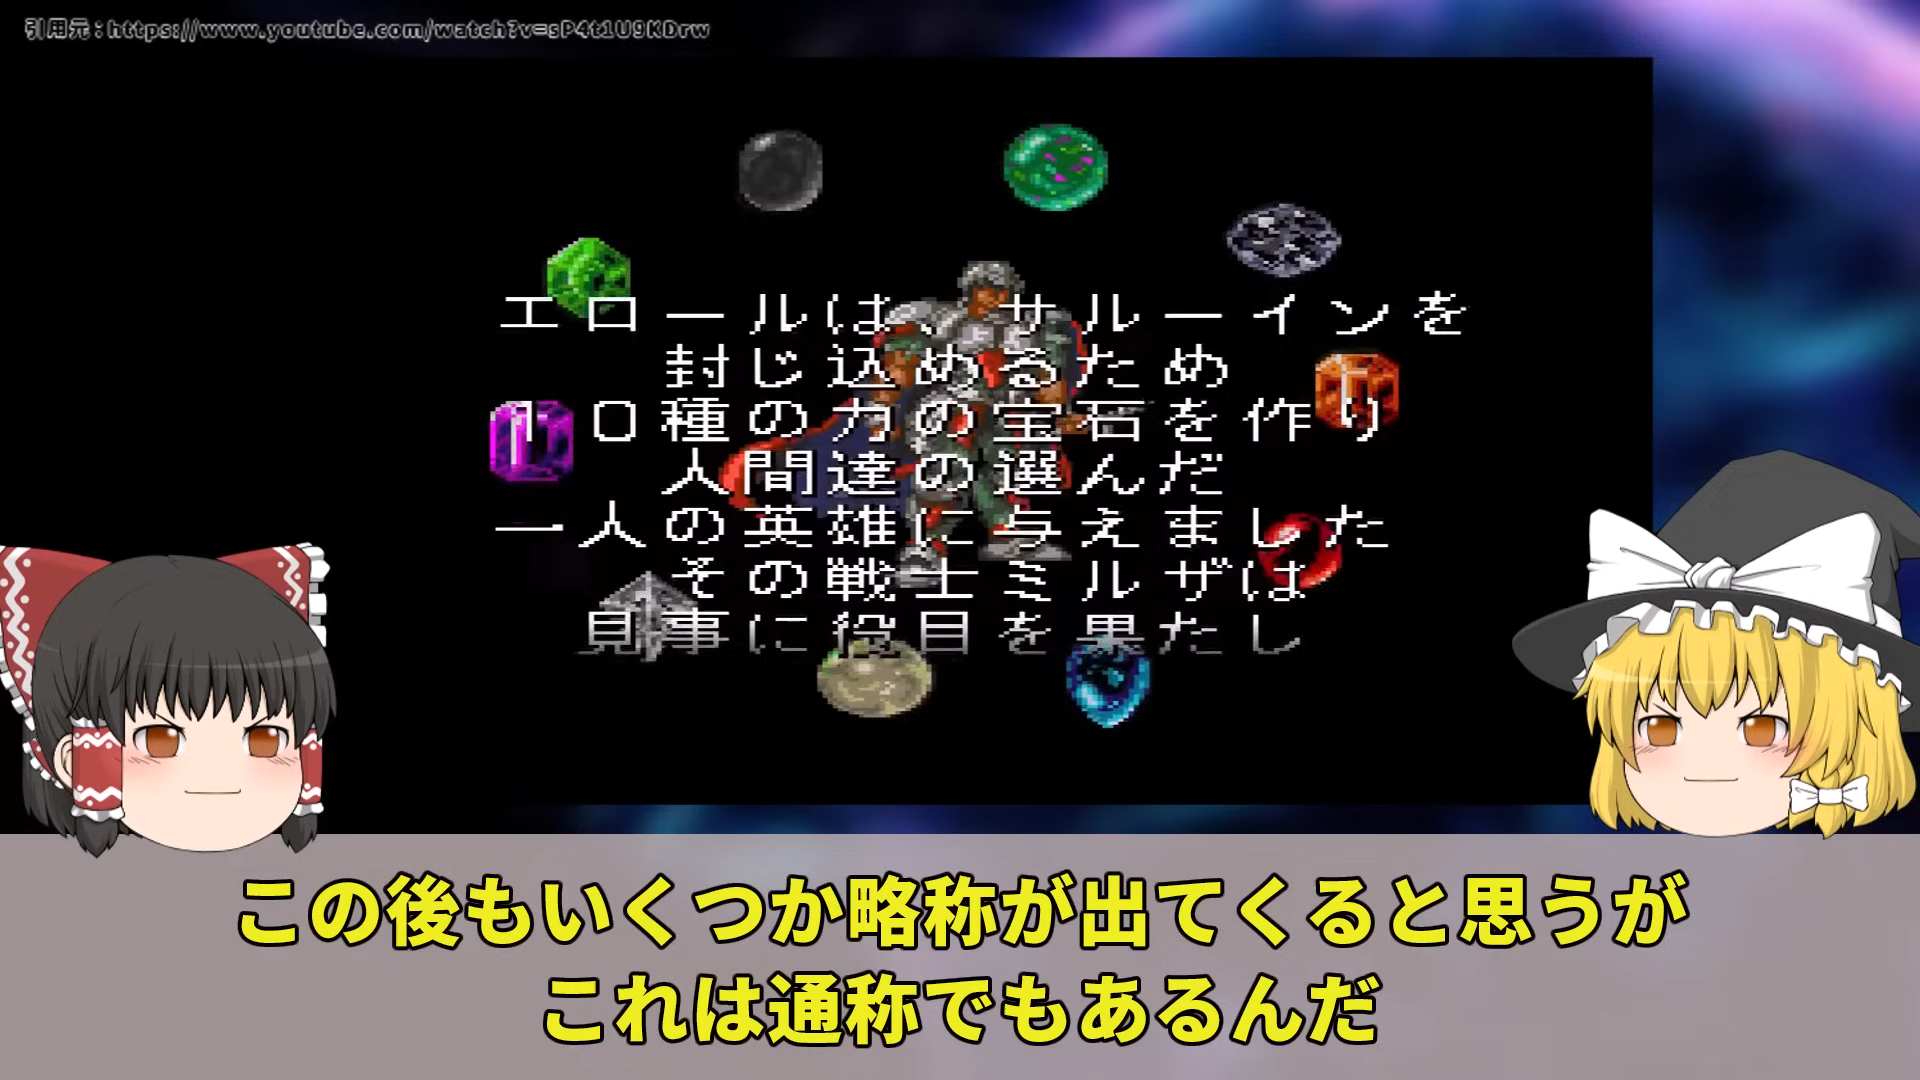 引用元：https://www.youtube.com/watch?v=sP4t1U9KDrw
エロールは、サルーインを
封じ込めるため
１０種の力の宝石を作り
人間達の選んだ
一人の英雄に与えました
その戦士ミルザは
見事に役目を果たし
この後もいくつか略称が出てくると思うが
これは通称でもあるんだ